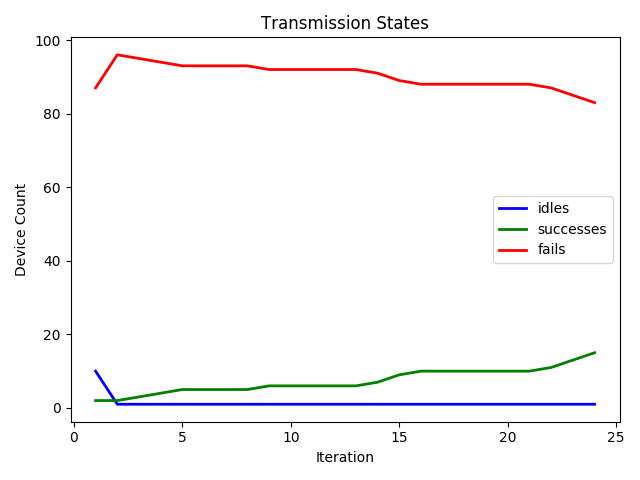 Transmission States
100
80
60
40
20
0
Device Count
idles
successes
fails
0 5 10 15 20 25
Iteration